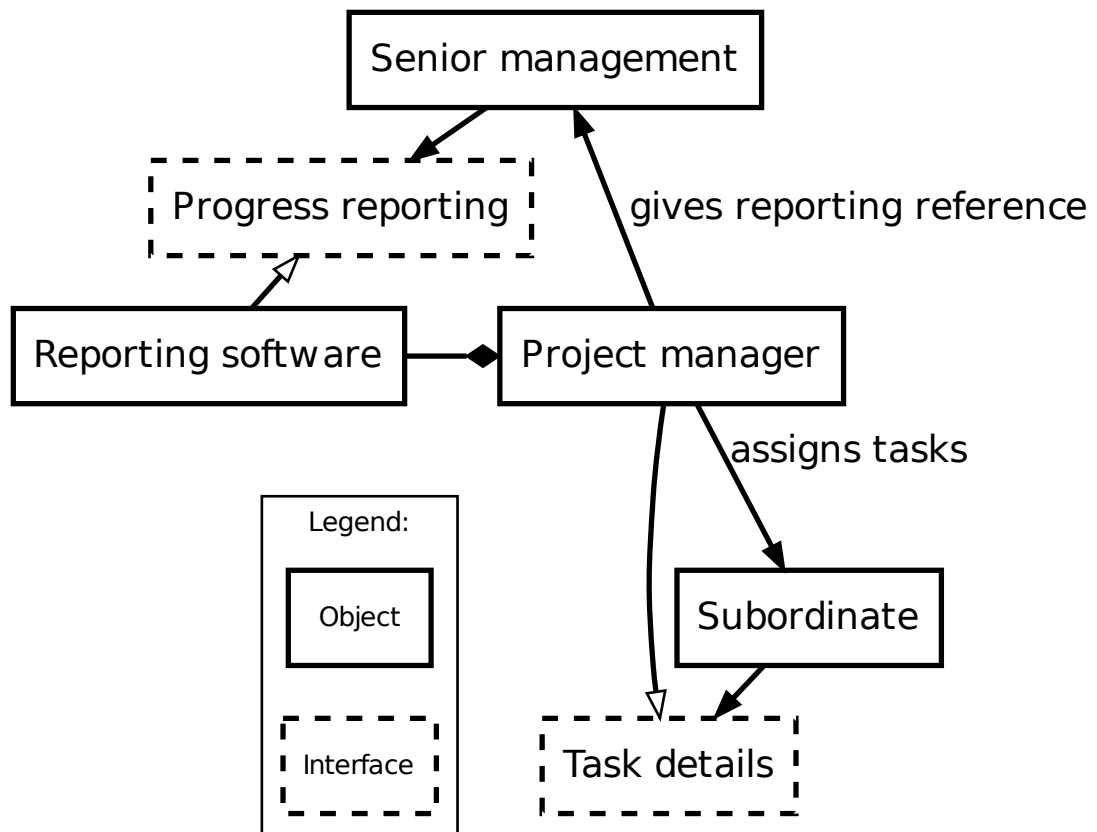 Senior management
Progress reporting
gives reporting reference
Reporting software
Project manager
assigns tasks
Legend:
Object
Subordinate
Interface
Task details